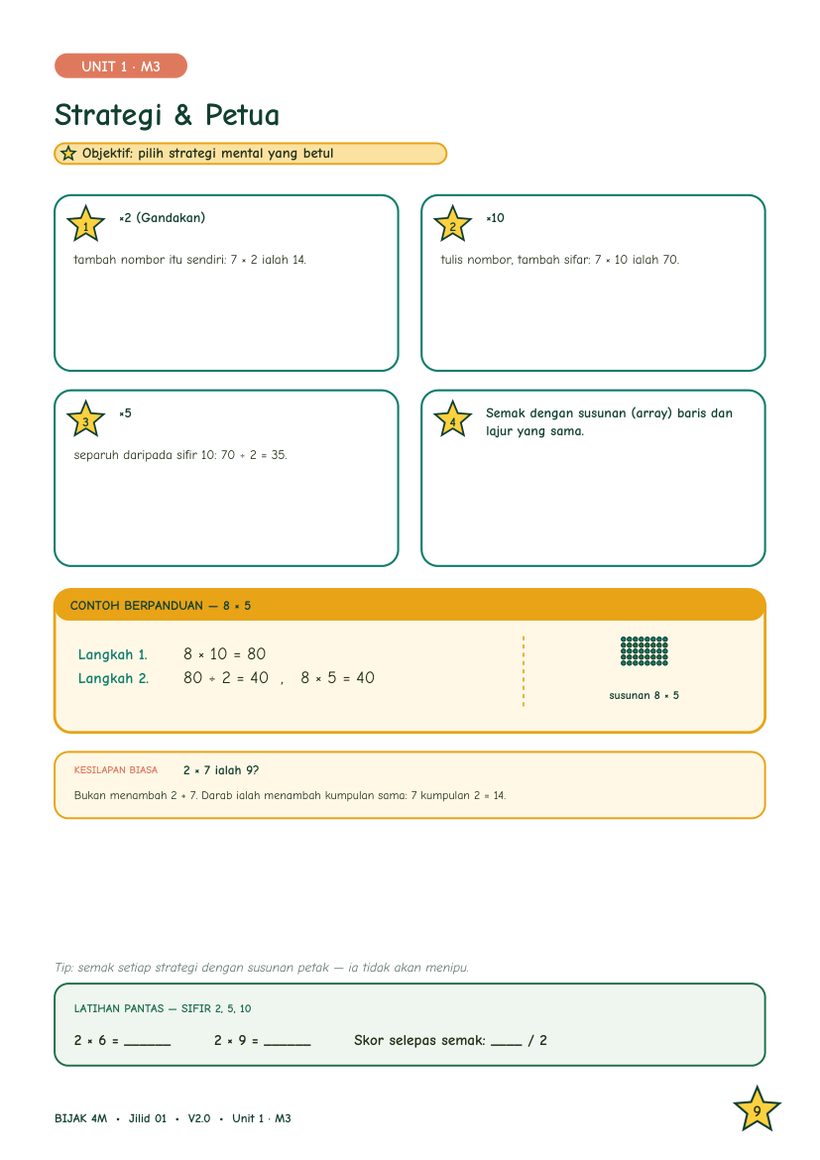 UNIT 1 · M3
Strategi & Petua
Objektif: pilih strategi mental yang betul
1
×2 (Gandakan)
tambah nombor itu sendiri: 7 × 2 ialah 14.
2
×10
tulis nombor, tambah sifar: 7 × 10 ialah 70.
3
×5
separuh daripada sifir 10: 70 ÷ 2 = 35.
4
Semak dengan susunan (array) baris dan
lajur yang sama.
CONTOH BERPANDUAN — 8 × 5
Langkah 1. 8 × 10 = 80
Langkah 2. 80 ÷ 2 = 40 , 8 × 5 = 40
susunan 8 × 5
KESILAPAN BIASA 2 × 7 ialah 9?
Bukan menambah 2 + 7. Darab ialah menambah kumpulan sama: 7 kumpulan 2 = 14.
Tip: semak setiap strategi dengan susunan petak — ia tidak akan menipu.
LATIHAN PANTAS — SIFIR 2, 5, 10
2 × 6 = ______ 2 × 9 = ______ Skor selepas semak: ____ / 2
BIJAK 4M • Jilid 01 • V2.0 • Unit 1 · M3
9